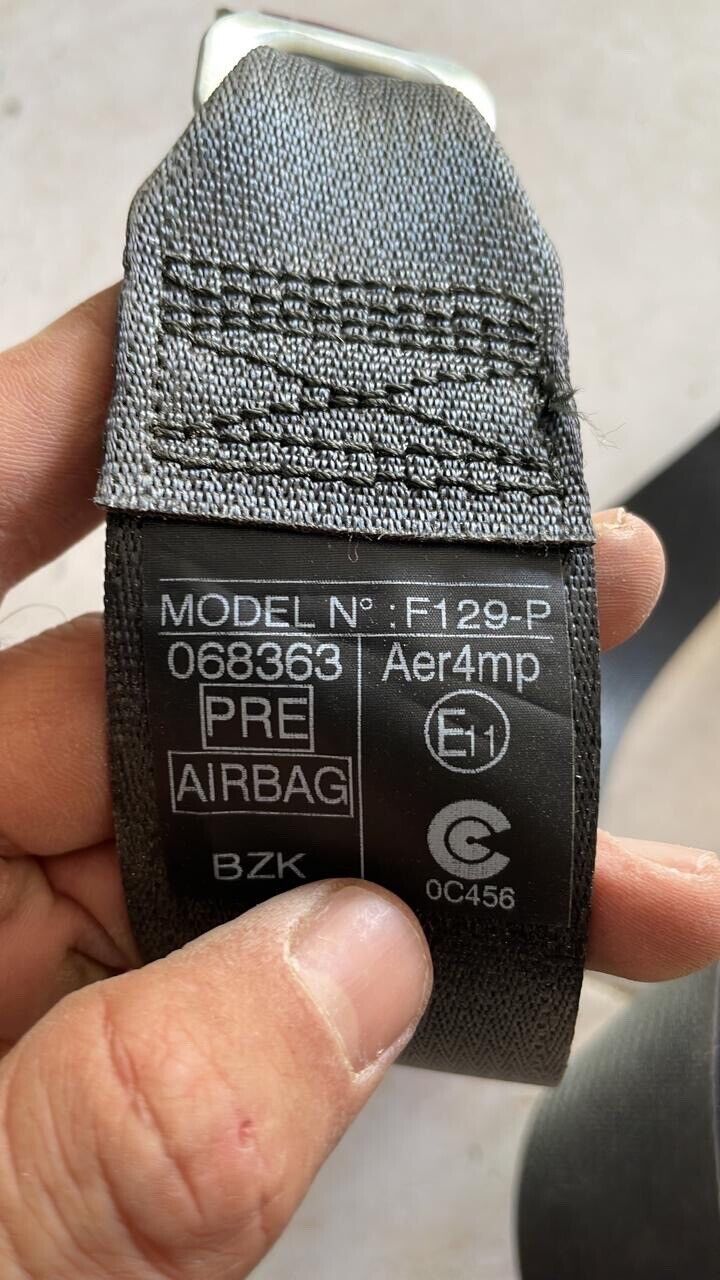 MODEL N° :F129-P
068363 Aer4mp
PRE
E11
AIRBAG
BZK
0C456